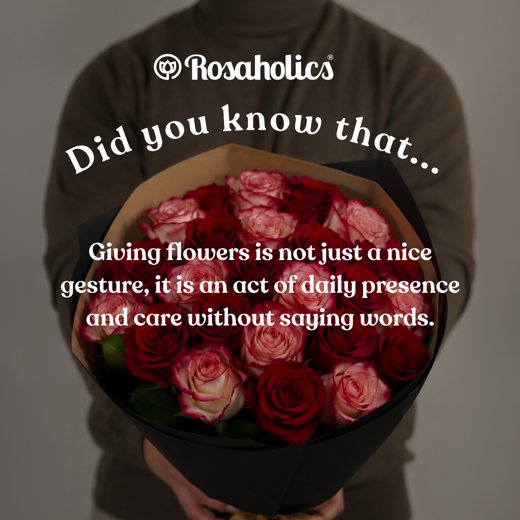 Rosaholics®
Did you know that...
Giving flowers is not just a nice
gesture, it is an act of daily presence
and care without saying words.